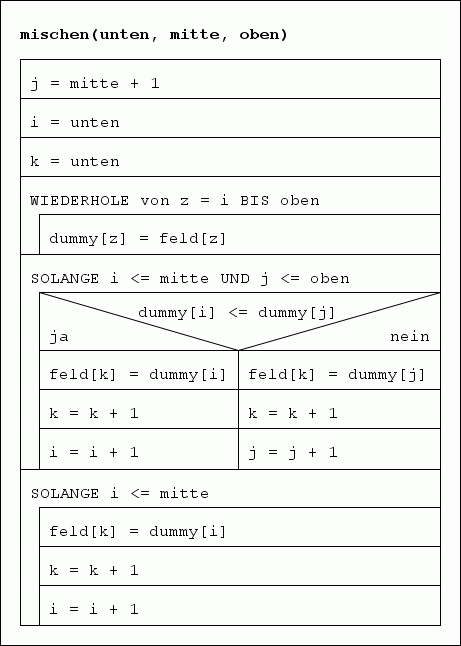 mischen(unten, mitte, oben)
j = mitte + 1
i = unten
k = unten
WIEDERHOLE von z = i BIS oben
dummy[z] = feld[z]
SOLANGE i <= mitte UND j <= oben
dummy[i] <= dummy[j]
ja nein
feld[k] = dummy[i] feld[k] = dummy[j]
k = k + 1 k = k + 1
i = i + 1 j = j + 1
SOLANGE i <= mitte
feld[k] = dummy[i]
k = k + 1
i = i + 1